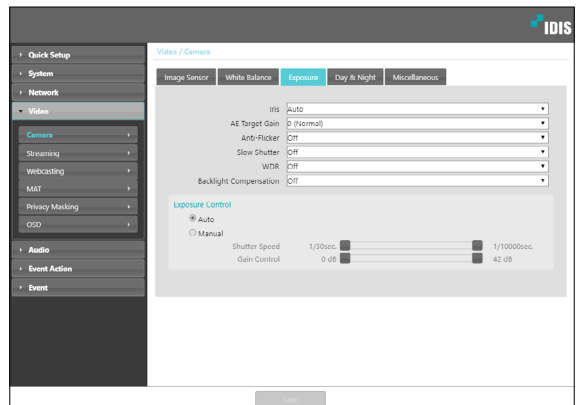 IDIS
Quick Setup
System
Network
Video
Camera
Streaming
Webcasting
MAT
Privacy Masking
OSD
Audio
Event Action
Event
Video / Camera
Image Sensor White Balance Exposure Day & Night Miscellaneous
Iris Auto
AE Target Gain 0 (Normal)
Anti-Flicker Off
Slow Shutter Off
WDR Off
Backlight Compensation Off
Exposure Control
Auto
Manual
Shutter Speed 1/30sec. 1/10000sec.
Gain Control 0 dB 42 dB
Save